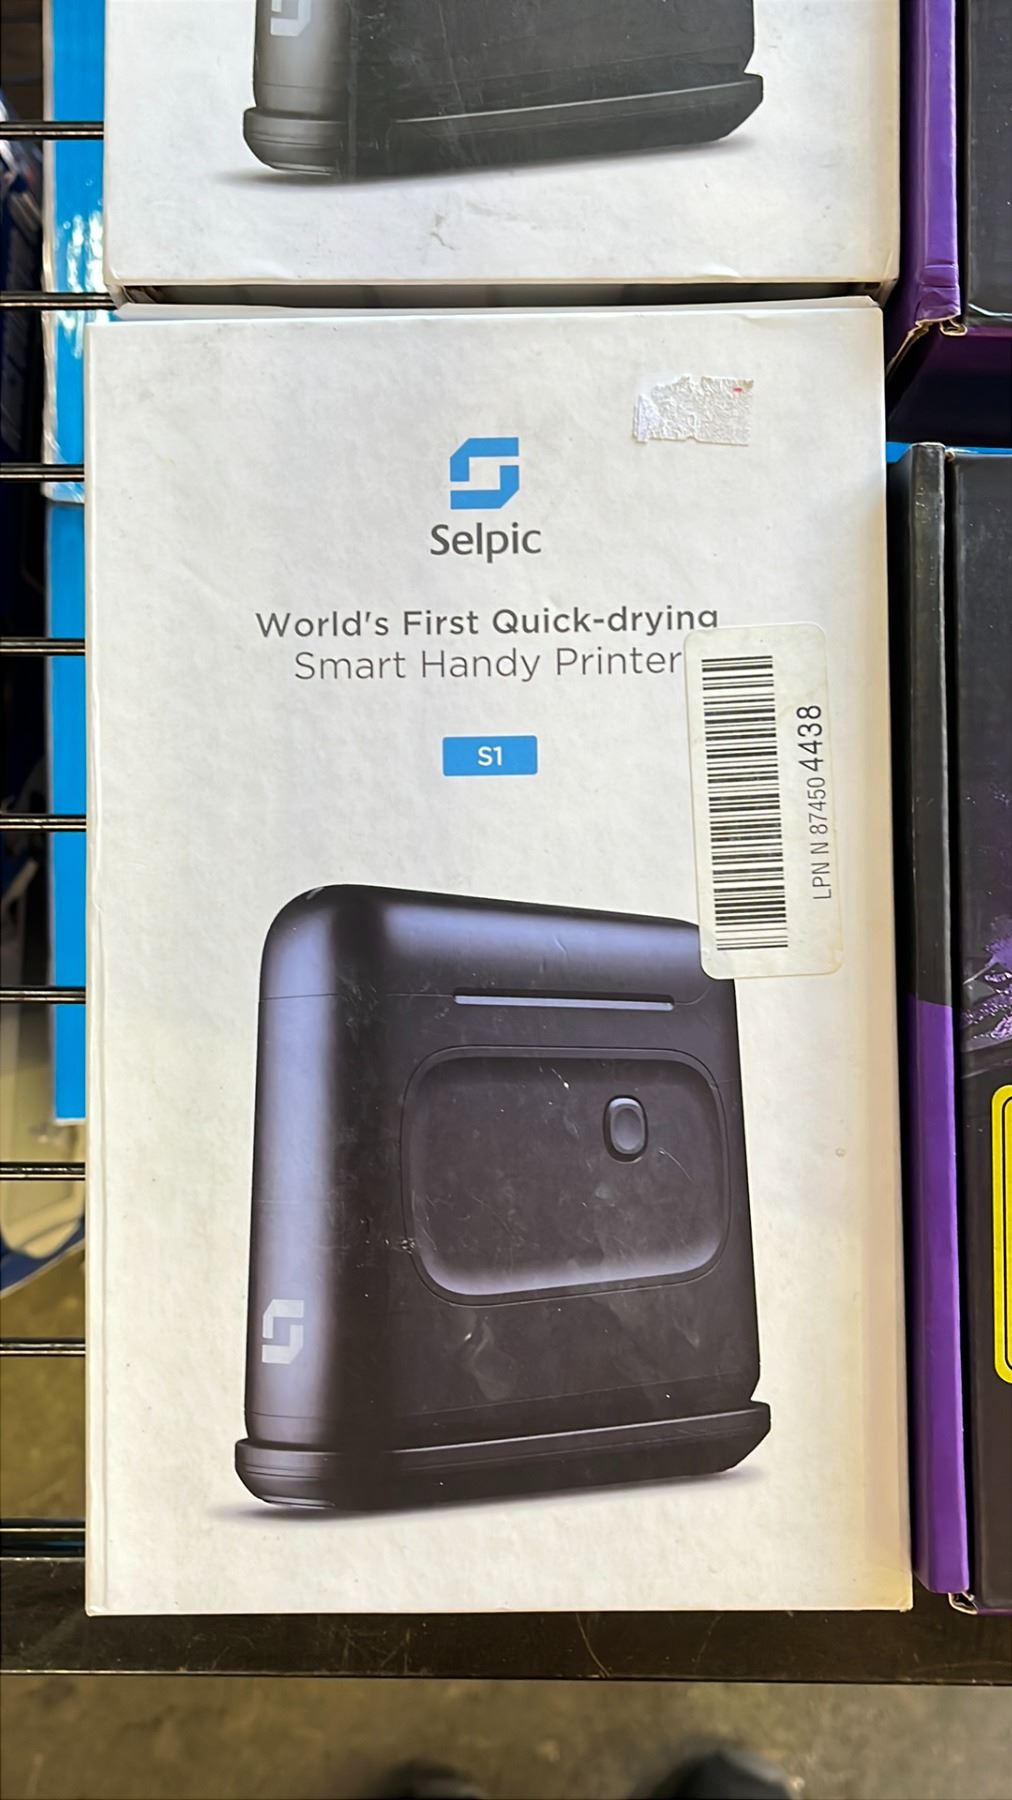 Selpic
World's First Quick-drying
Smart Handy Printer
S1
LPN N 87450 4438